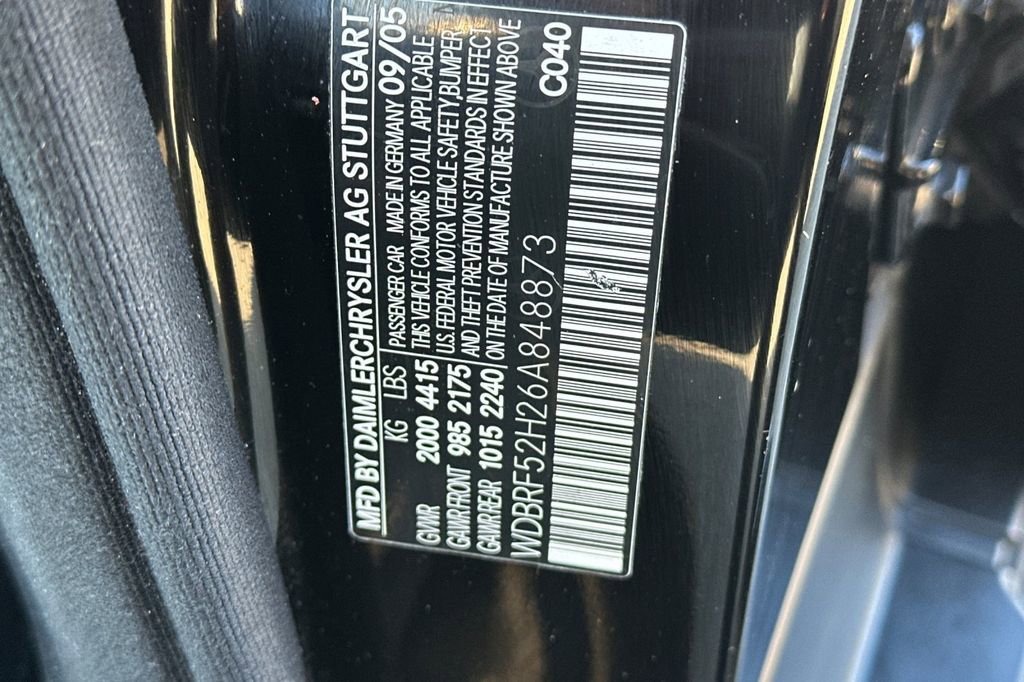 MFD BY DAIMLERCHRYSLER AG STUTTGART
KG LBS PASSENGER CAR MADE IN GERMANY 09/05
GVWR 2000 4415 THIS VEHICLE CONFORMS TO ALL APPLICABLE
GAWR FRONT 985 2175 U.S. FEDERAL MOTOR VEHICLE SAFETY, BUMPER,
GAWR REAR 1015 2240 AND THEFT PREVENTION STANDARDS IN EFFECT
ON THE DATE OF MANUFACTURE SHOWN ABOVE
WDBRF52H26A848873 C040